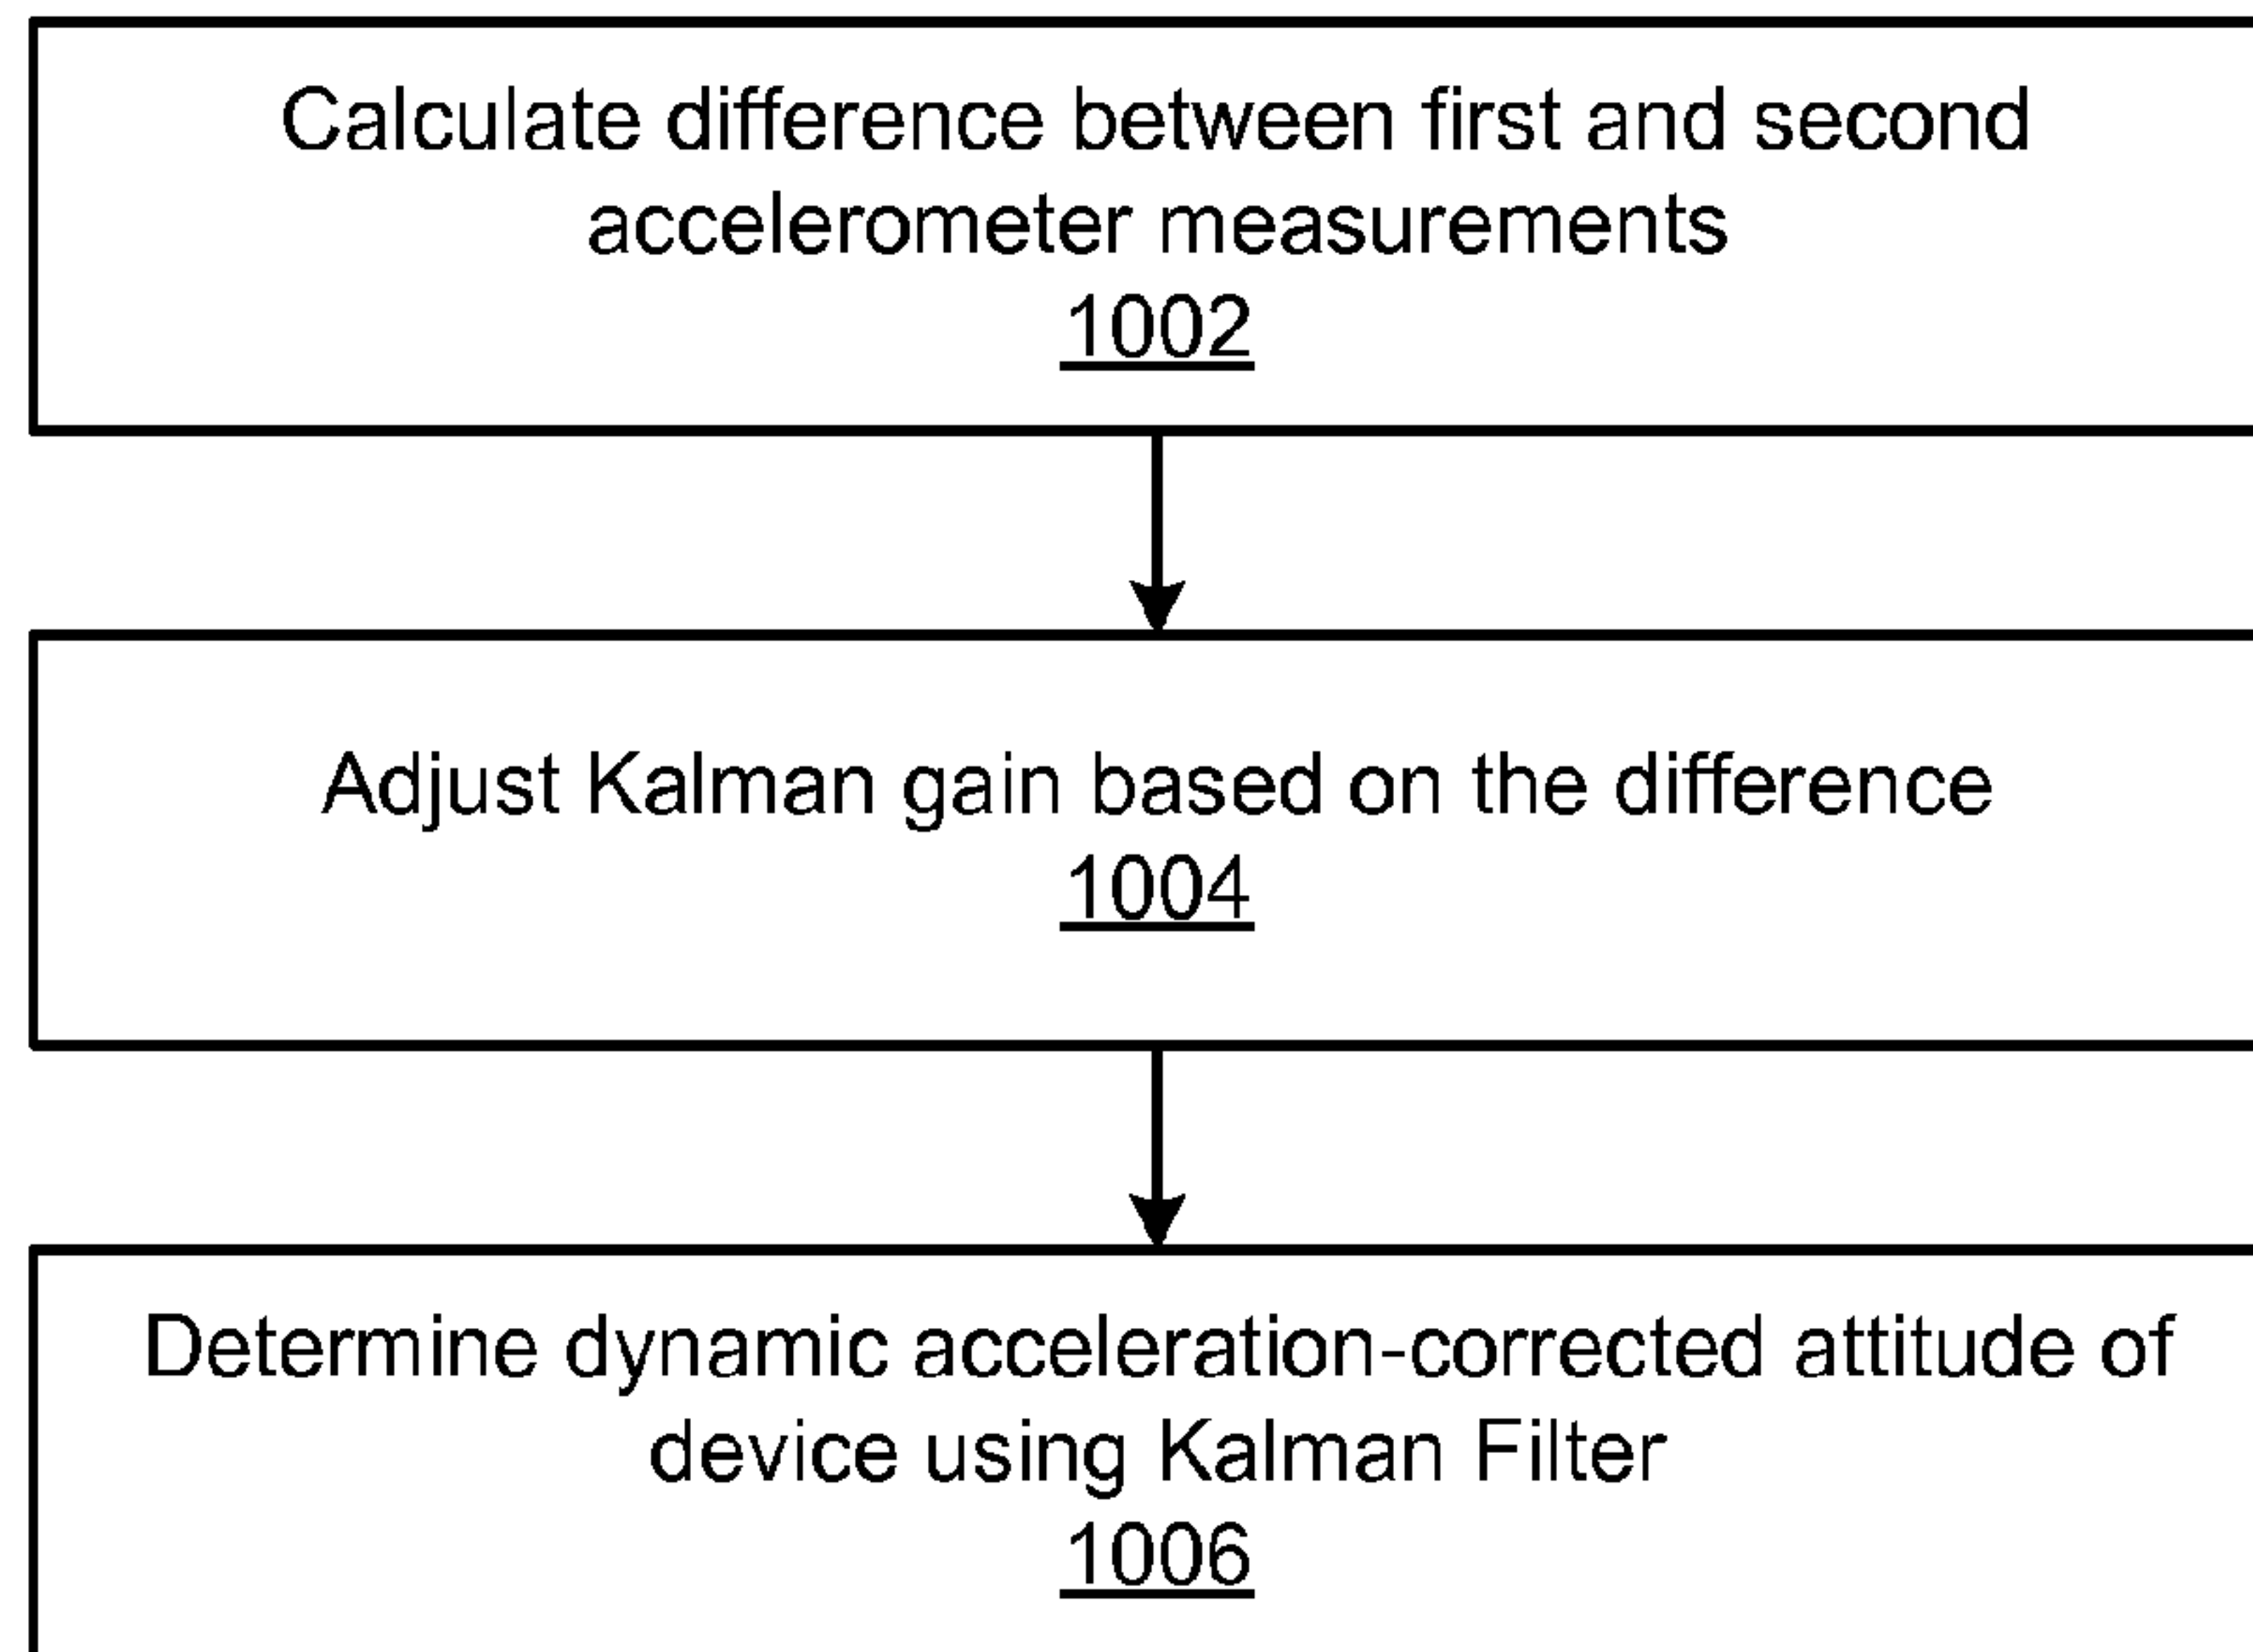 Calculate difference between first and second
accelerometer measurements
1002
Adjust Kalman gain based on the difference
1004
Determine dynamic acceleration-corrected attitude of
device using Kalman Filter
1006